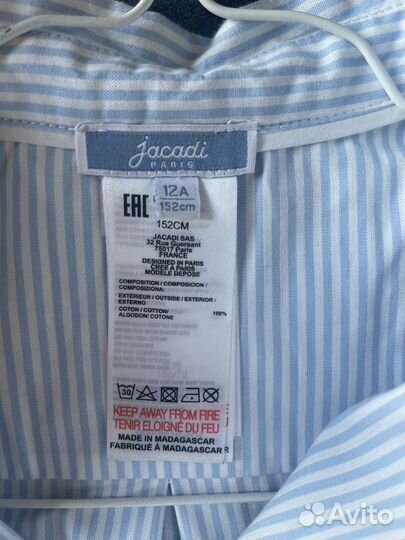 jacadi
PARIS
12A
152cm
EAC
152CM
JACADI SAS
32 Rue Guersant
75017 Paris
FRANCE
DESIGNED IN PARIS
CRÉÉ A PARIS
MODELE DEPOSE
COMPOSITION / COMPOSICION /
COMPOSIZIONE:
EXTÉRIEUR / OUTSIDE / EXTERIOR /
ESTERNO
COTON / COTTON/ 100%
ALGODON / COTONE
30
KEEP AWAY FROM FIRE
TENIR ELOIGNÉ DU FEU
MADE IN MADAGASCAR
FABRIQUÉ À MADAGASCAR
Avito